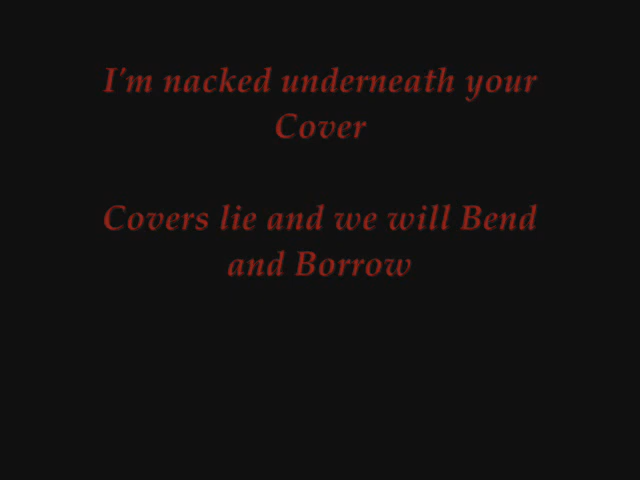 I'm nacked underneath your
Cover
Covers lie and we will Bend
and Borrow